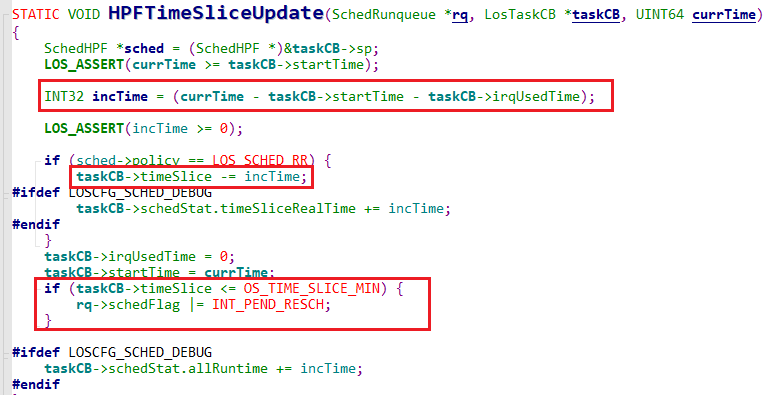 STATIC VOID HPFTimeSliceUpdate(SchedRunqueue *rq, LosTaskCB *taskCB, UINT64 currTime)
{
    SchedHPF *sched = (SchedHPF *)&taskCB->sp;
    LOS_ASSERT(currTime >= taskCB->startTime);

    INT32 incTime = (currTime - taskCB->startTime - taskCB->irqUsedTime);

    LOS_ASSERT(incTime >= 0);

    if (sched->policy == LOS_SCHED_RR) {
        taskCB->timeSlice -= incTime;
#ifdef LOSCFG_SCHED_DEBUG
        taskCB->schedStat.timeSliceRealTime += incTime;
#endif
    }
    taskCB->irqUsedTime = 0;
    taskCB->startTime = currTime;
    if (taskCB->timeSlice <= OS_TIME_SLICE_MIN) {
        rq->schedFlag |= INT_PEND_RESCH;
    }

#ifdef LOSCFG_SCHED_DEBUG
    taskCB->schedStat.allRuntime += incTime;
#endif